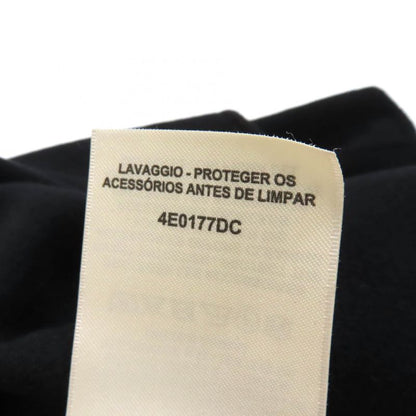 LAVAGGIO - PROTEGER OS
ACESSÓRIOS ANTES DE LIMPAR
4E0177DC